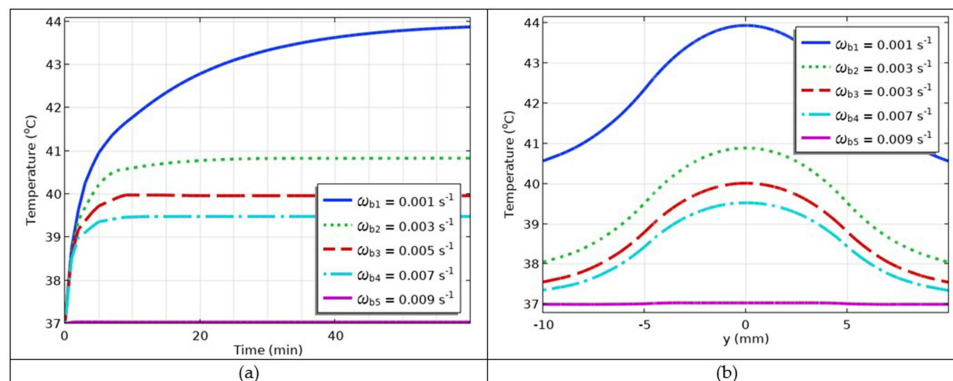 44
43
42
41
40
39
38
37
Temperature (°C)
0
20
40
Time (min)
ωb1 = 0.001 s-1
ωb2 = 0.003 s-1
ωb3 = 0.005 s-1
ωb4 = 0.007 s-1
ωb5 = 0.009 s-1
(a)
44
43
42
41
40
39
38
37
Temperature (°C)
-10
-5
0
5
y (mm)
ωb1 = 0.001 s-1
ωb2 = 0.003 s-1
ωb3 = 0.003 s-1
ωb4 = 0.007 s-1
ωb5 = 0.009 s-1
(b)